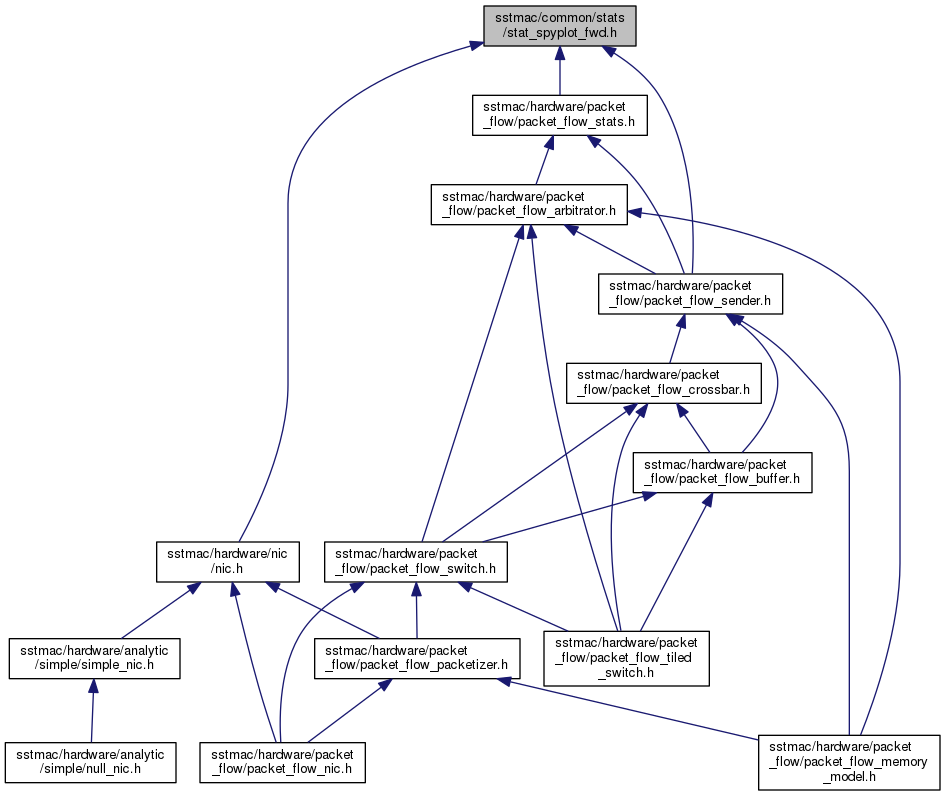 sstmac/common/stats
/stat_spyplot_fwd.h
sstmac/hardware/packet
_flow/packet_flow_stats.h
sstmac/hardware/packet
_flow/packet_flow_arbitrator.h
sstmac/hardware/packet
_flow/packet_flow_sender.h
sstmac/hardware/packet
_flow/packet_flow_crossbar.h
sstmac/hardware/packet
_flow/packet_flow_buffer.h
sstmac/hardware/nic
/nic.h
sstmac/hardware/packet
_flow/packet_flow_switch.h
sstmac/hardware/analytic
/simple/simple_nic.h
sstmac/hardware/packet
_flow/packet_flow_packetizer.h
sstmac/hardware/packet
_flow/packet_flow_tiled
_switch.h
sstmac/hardware/analytic
/simple/null_nic.h
sstmac/hardware/packet
_flow/packet_flow_nic.h
sstmac/hardware/packet
_flow/packet_flow_memory
_model.h